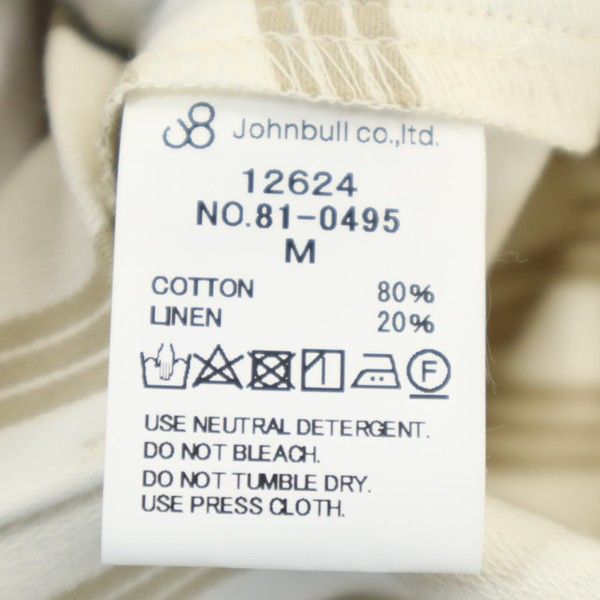 Johnbull co.,ltd.
12624
NO.81-0495
M
COTTON 80%
LINEN 20%
F
USE NEUTRAL DETERGENT.
DO NOT BLEACH.
DO NOT TUMBLE DRY.
USE PRESS CLOTH.